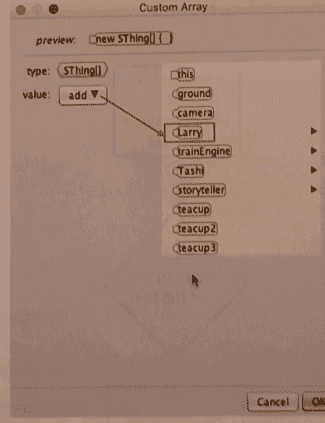 Custom Array
preview: new SThing[] { }
type: SThing[]
value: add
this
ground
camera
Larry
trainEngine
Tashi
storyteller
teacup
teacup2
teacup3
Cancel OK